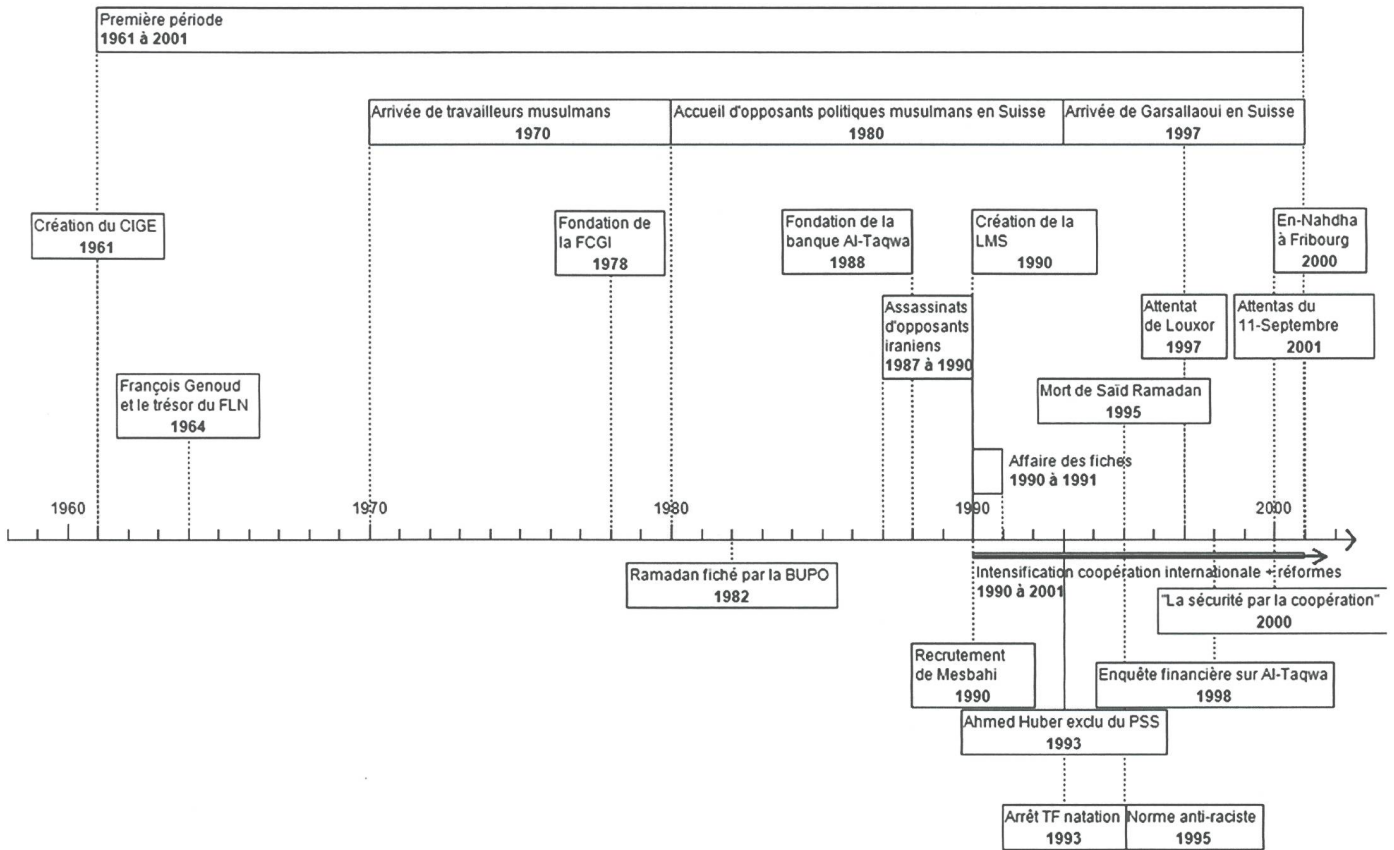 Première période
1961 à 2001
Arrivée de travailleurs musulmans
1970
Accueil d'opposants politiques musulmans en Suisse
1980
Arrivée de Garsallaoui en Suisse
1997
Création du CIGE
1961
Fondation de
la FCGI
1978
Fondation de la
banque Al-Taqwa
1988
Création de la
LMS
1990
En-Nahdha
à Fribourg
2000
Assassinats
d'opposants
iraniens
1987 à 1990
Attentat
de Louxor
1997
Attentas du
11-Septembre
2001
François Genoud
et le trésor du FLN
1964
Mort de Saïd Ramadan
1995
Affaire des fiches
1990 à 1991
1960
1970
1980
1990
2000
Ramadan fiché par la BUPO
1982
Intensification coopération internationale + réformes
1990 à 2001
"La sécurité par la coopération"
2000
Recrutement
de Mesbahi
1990
Enquête financière sur Al-Taqwa
1998
Ahmed Huber exclu du PSS
1993
Arrêt TF natation
1993
Norme anti-raciste
1995